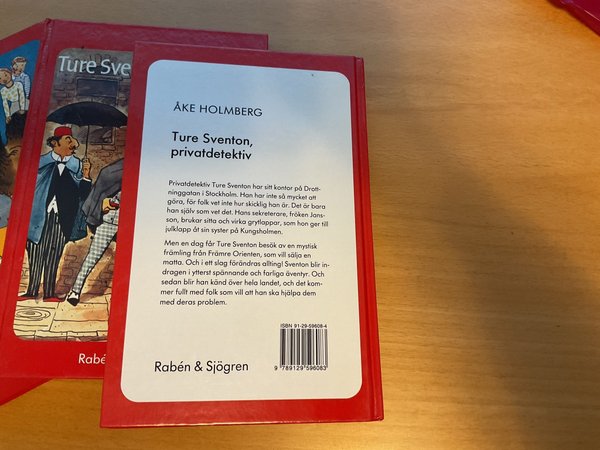 Ture Sve
Rabé
ÅKE HOLMBERG
Ture Sventon,
privatdetektiv
Privatdetektiv Ture Sventon har sitt kontor på Drott-
ninggatan i Stockholm. Han har inte så mycket att
göra, för folk vet inte hur skicklig han är. Det är bara
han själv som vet det. Hans sekreterare, fröken Jans-
son, brukar sitta och virka grytlappar, som hon ger till
julklapp åt sin syster på Kungsholmen.
Men en dag får Ture Sventon besök av en mystisk
främling från Främre Orienten, som vill sälja en
matta. Och i ett slag förändras allting! Sventon blir in-
dragen i ytterst spännande och farliga äventyr. Och
sedan blir han känd över hela landet, och det kom-
mer fullt med folk som vill att han ska hjälpa dem
med deras problem.
ISBN 91-29-59608-4
Rabén & Sjögren
9 789129 596083